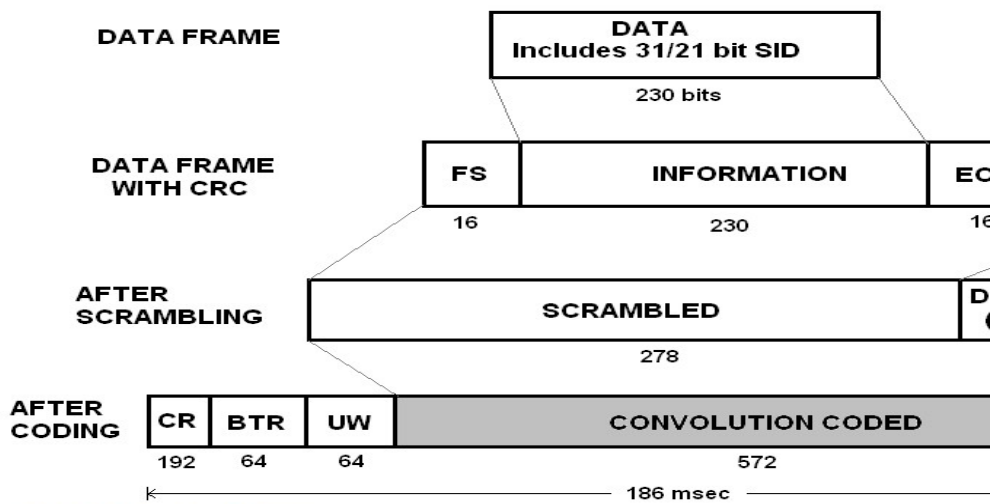 DATA FRAME
DATA
Includes 31/21 bit SID
230 bits
DATA FRAME
WITH CRC
FS
INFORMATION
16
230
AFTER
SCRAMBLING
SCRAMBLED
278
AFTER
CODING
CR
BTR
UW
CONVOLUTION CODED
192
64
64
572
186 msec